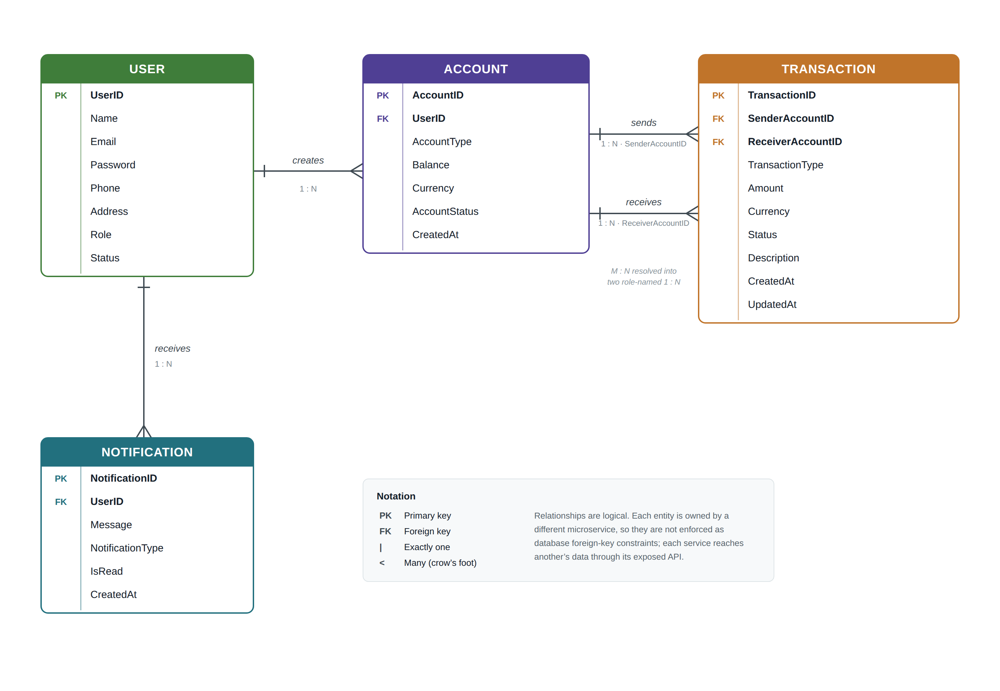 USER
PK UserID
Name
Email
Password
Phone
Address
Role
Status
creates
1 : N
ACCOUNT
PK AccountID
FK UserID
AccountType
Balance
Currency
AccountStatus
CreatedAt
sends
1 : N · SenderAccountID
receives
1 : N · ReceiverAccountID
M : N resolved into
two role-named 1 : N
TRANSACTION
PK TransactionID
FK SenderAccountID
FK ReceiverAccountID
TransactionType
Amount
Currency
Status
Description
CreatedAt
UpdatedAt
receives
1 : N
NOTIFICATION
PK NotificationID
FK UserID
Message
NotificationType
IsRead
CreatedAt
Notation
PK Primary key
FK Foreign key
| Exactly one
< Many (crow’s foot)
Relationships are logical. Each entity is owned by a
different microservice, so they are not enforced as
database foreign-key constraints; each service reaches
another’s data through its exposed API.